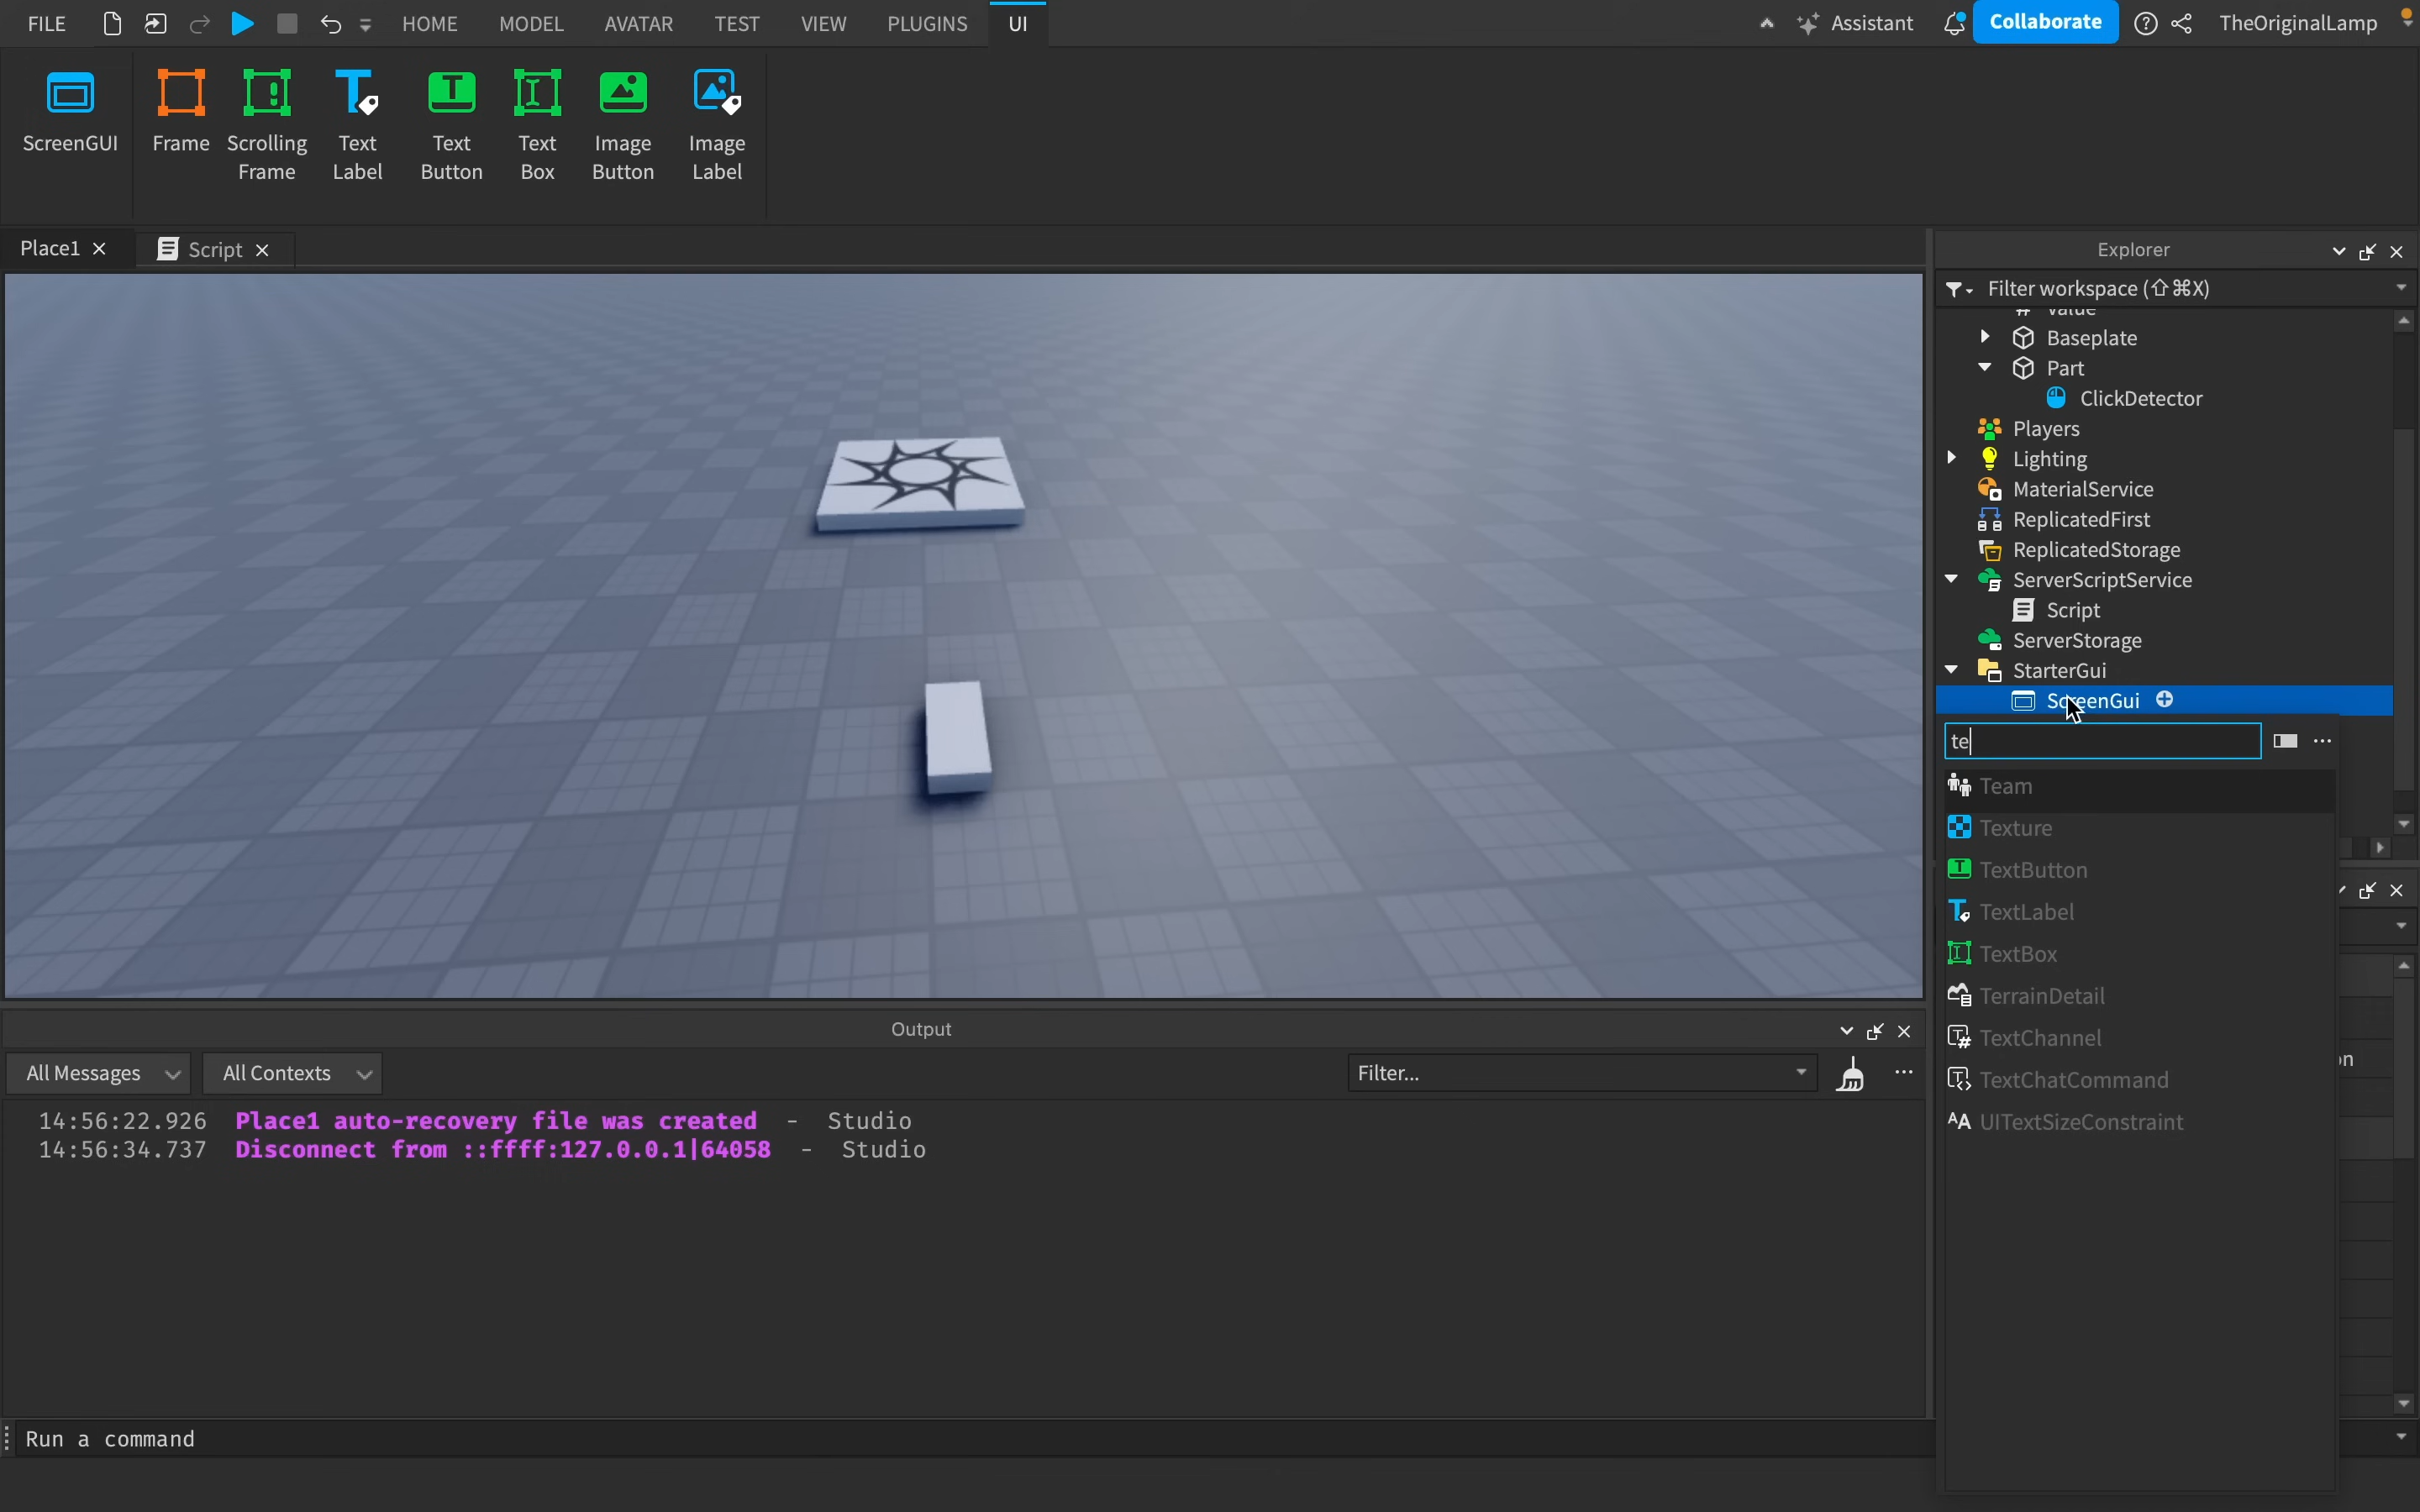 FILE
HOME
MODEL
AVATAR
TEST
VIEW
PLUGINS
UI
Assistant
Collaborate
TheOriginalLamp
ScreenGUI
Frame
Scrolling
Frame
Text
Label
Text
Button
Text
Box
Image
Button
Image
Label
Place1
Script
Explorer
Filter workspace (⇧⌘X)
Value
Baseplate
Part
ClickDetector
Players
Lighting
MaterialService
ReplicatedFirst
ReplicatedStorage
ServerScriptService
Script
ServerStorage
StarterGui
ScreenGui
te
Team
Texture
TextButton
TextLabel
TextBox
TerrainDetail
TextChannel
TextChatCommand
UITextSizeConstraint
on
Output
All Messages
All Contexts
Filter...
14:56:22.926 Place1 auto-recovery file was created - Studio
14:56:34.737 Disconnect from ::ffff:127.0.0.1|64058 - Studio
Run a command